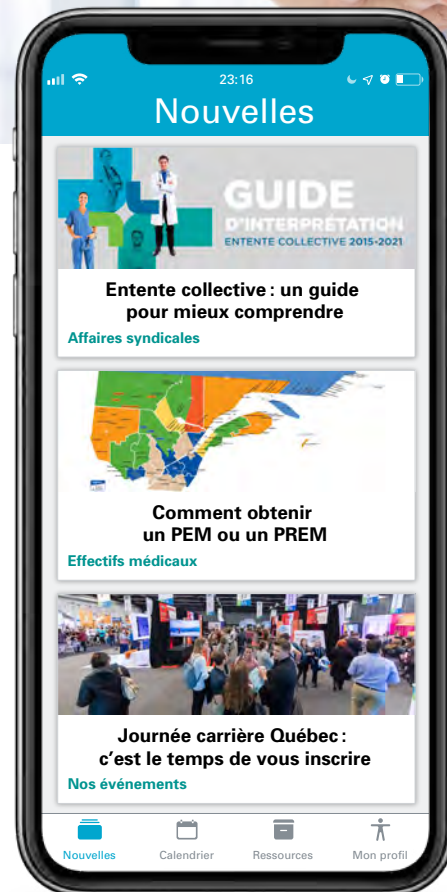 23:16
Nouvelles
GUIDE
D'INTERPRÉTATION
ENTENTE COLLECTIVE 2015-2021
Entente collective : un guide
pour mieux comprendre
Affaires syndicales
Comment obtenir
un PEM ou un PREM
Effectifs médicaux
Journée carrière Québec :
c'est le temps de vous inscrire
Nos événements
Nouvelles
Calendrier
Ressources
Mon profil